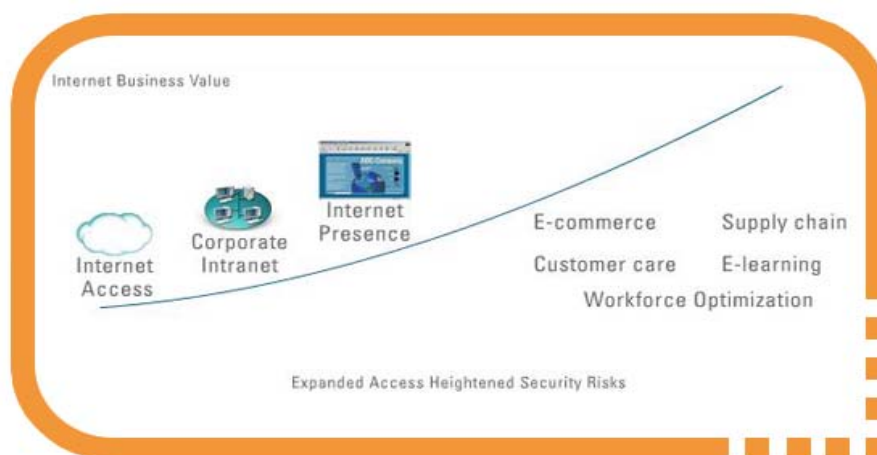 Internet Business Value
Internet
Access
Corporate
Intranet
Internet
Presence
E-commerce
Supply chain
Customer care
E-learning
Workforce Optimization
Expanded Access Heightened Security Risks